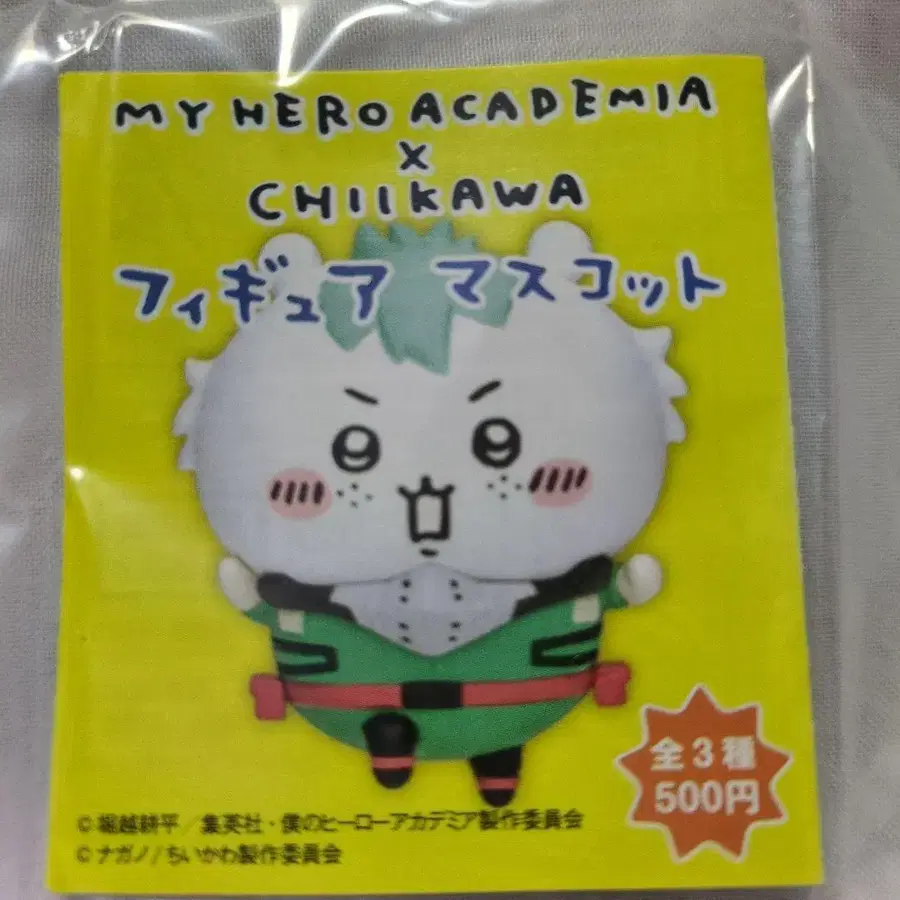 MY HERO ACADEMIA
X
CHIIKAWA
フィギュア マスコット
全3種
500円
©堀越耕平/集英社・僕のヒーローアカデミア製作委員会
©ナガノ/ちいかわ製作委員会